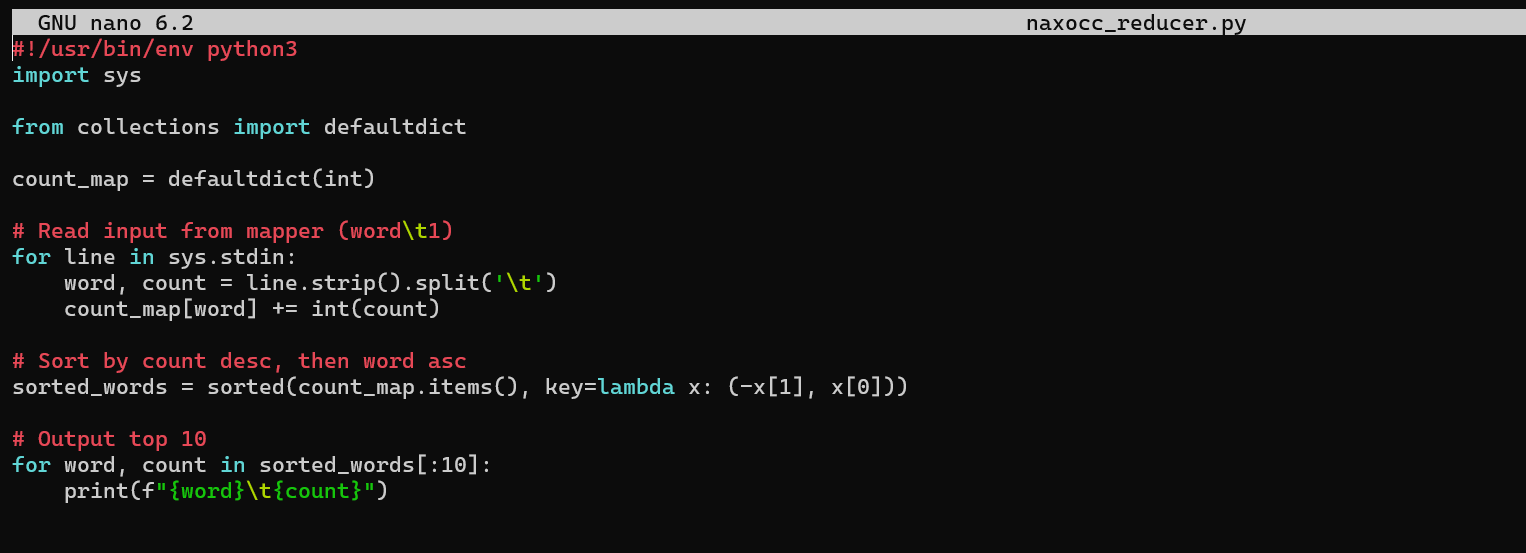 GNU nano 6.2 naxocc_reducer.py
#!/usr/bin/env python3
import sys

from collections import defaultdict

count_map = defaultdict(int)

# Read input from mapper (word\t1)
for line in sys.stdin:
    word, count = line.strip().split('\t')
    count_map[word] += int(count)

# Sort by count desc, then word asc
sorted_words = sorted(count_map.items(), key=lambda x: (-x[1], x[0]))

# Output top 10
for word, count in sorted_words[:10]:
    print(f"{word}\t{count}")